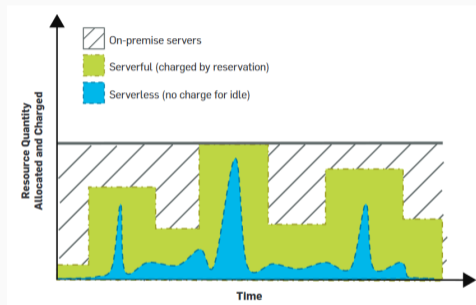 On-premise servers
Serverful (charged by reservation)
Serverless (no charge for idle)
Resource Quantity
Allocated and Charged
Time